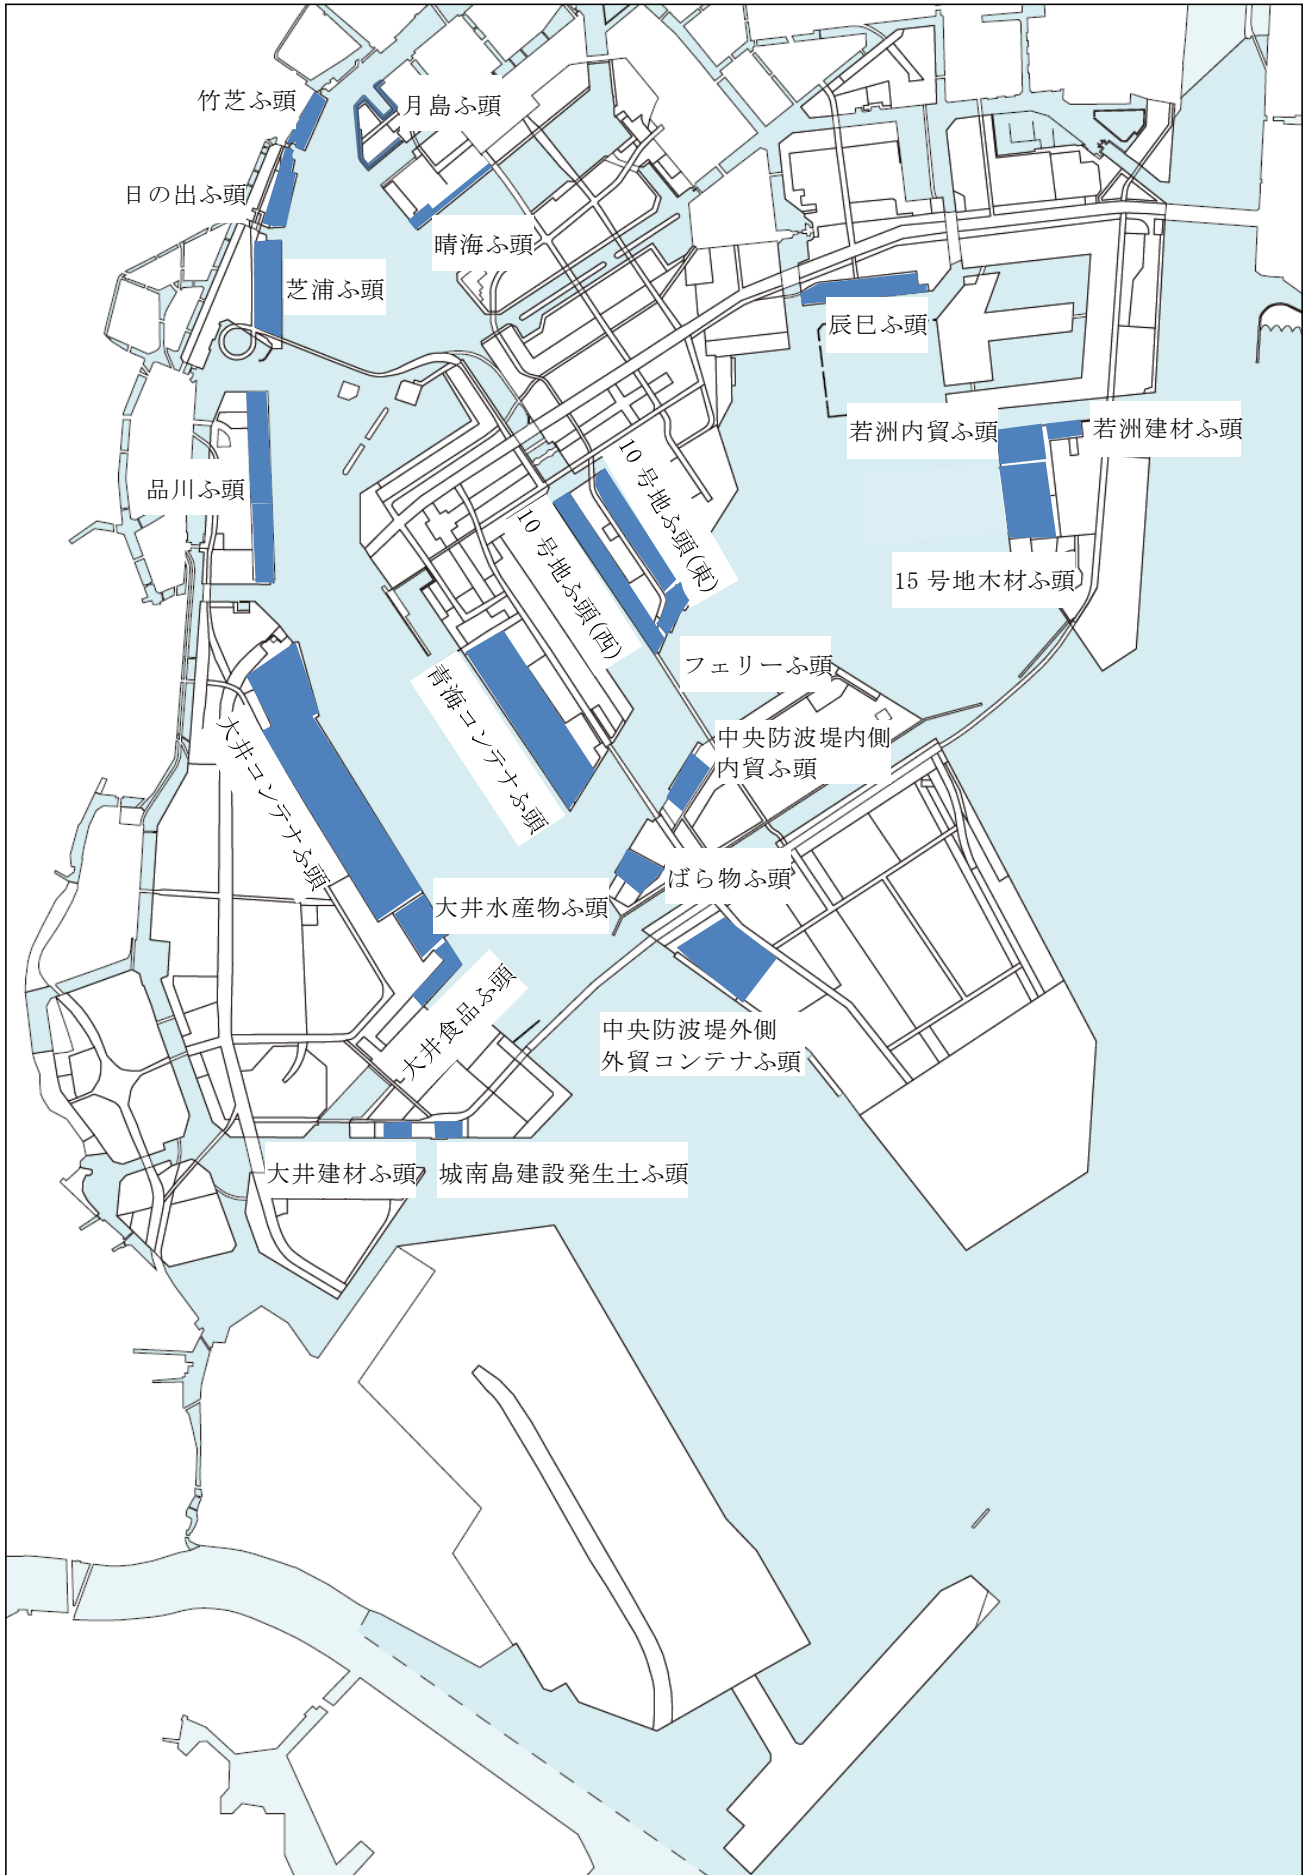 竹芝ふ頭
月島ふ頭
日の出ふ頭
晴海ふ頭
芝浦ふ頭
辰巳ふ頭
若洲内貿ふ頭
若洲建材ふ頭
品川ふ頭
10号地ふ頭(東)
10号地ふ頭(西)
15号地木材ふ頭
フェリーふ頭
青海コンテナふ頭
大井コンテナふ頭
中央防波堤内側
内貿ふ頭
ばら物ふ頭
大井水産物ふ頭
大井食品ふ頭
中央防波堤外側
外貿コンテナふ頭
大井建材ふ頭
城南島建設発生土ふ頭